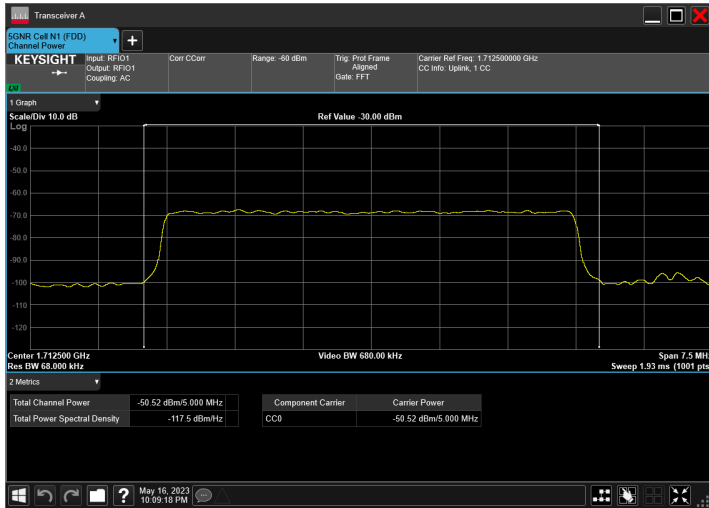 Transceiver A
5GNR Cell N1 (FDD)
Channel Power
KEYSIGHT
LXI
Input: RFIO1
Output: RFIO1
Coupling: AC
Corr CCorr
Range: -60 dBm
Trig: Prot Frame
Aligned
Gate: FFT
Carrier Ref Freq: 1.712500000 GHz
CC Info: Uplink, 1 CC
1 Graph
Scale/Div 10.0 dB
Ref Value -30.00 dBm
Log
-40.0
-50.0
-60.0
-70.0
-80.0
-90.0
-100
-110
-120
Center 1.712500 GHz
Video BW 680.00 kHz
Span 7.5 MH
Res BW 68.000 kHz
Sweep 1.93 ms (1001 pts
2 Metrics
Total Channel Power -50.52 dBm/5.000 MHz
Total Power Spectral Density -117.5 dBm/Hz
Component Carrier Carrier Power
CC0 -50.52 dBm/5.000 MHz
?
May 16, 2023
10:09:18 PM